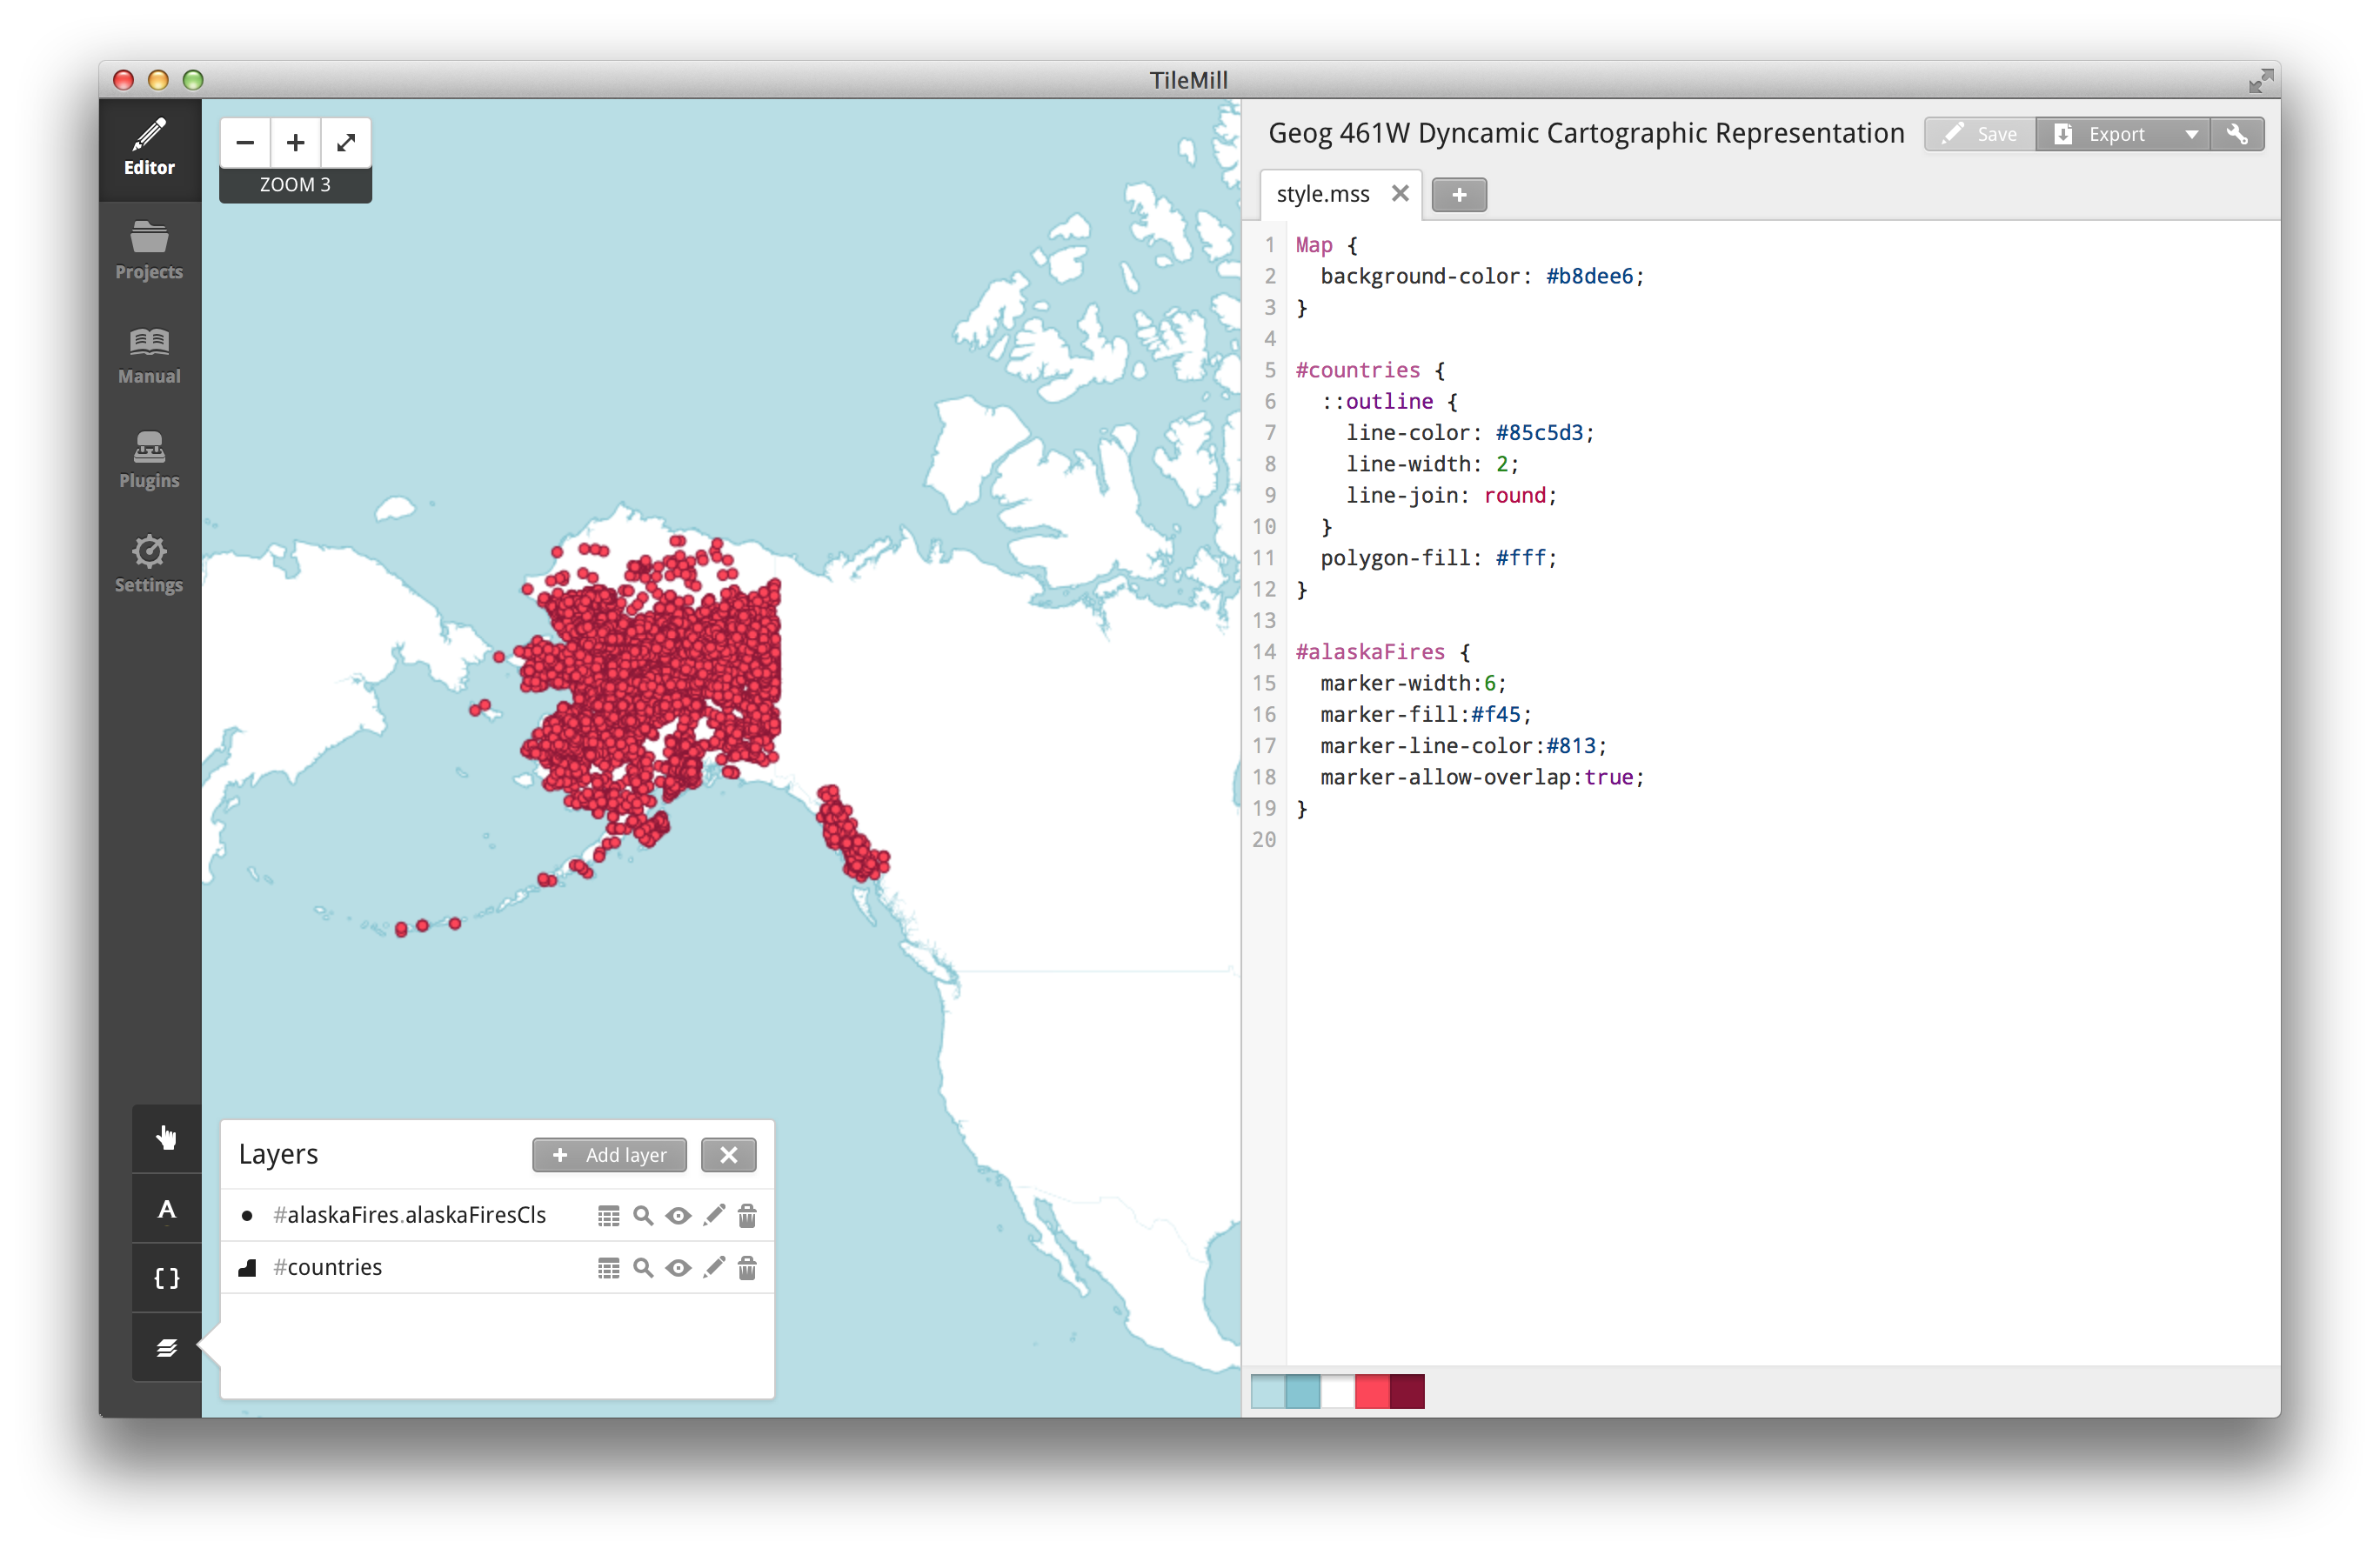 TileMill
Editor
Projects
Manual
Plugins
Settings
ZOOM 3
Geog 461W Dyncamic Cartographic Representation
Save
Export
style.mss
1 Map {
2 background-color: #b8dee6;
3 }
4
5 #countries {
6 ::outline {
7 line-color: #85c5d3;
8 line-width: 2;
9 line-join: round;
10 }
11 polygon-fill: #fff;
12 }
13
14 #alaskaFires {
15 marker-width:6;
16 marker-fill:#f45;
17 marker-line-color:#813;
18 marker-allow-overlap:true;
19 }
20
A
{}
Layers
+ Add layer
#alaskaFires.alaskaFiresCls
#countries